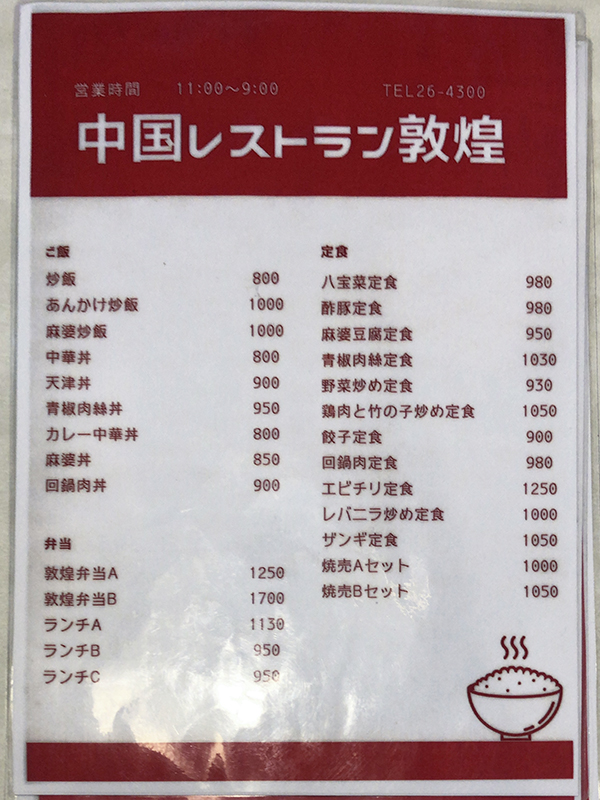 営業時間 11:00～9:00 TEL26-4300
中国レストラン敦煌
ご飯
炒飯 800
あんかけ炒飯 1000
麻婆炒飯 1000
中華丼 800
天津丼 900
青椒肉絲丼 950
カレー中華丼 800
麻婆丼 850
回鍋肉丼 900
弁当
敦煌弁当A 1250
敦煌弁当B 1700
ランチA 1130
ランチB 950
ランチC 950
定食
八宝菜定食 980
酢豚定食 980
麻婆豆腐定食 950
青椒肉絲定食 1030
野菜炒め定食 930
鶏肉と竹の子炒め定食 1050
餃子定食 900
回鍋肉定食 980
エビチリ定食 1250
レバニラ炒め定食 1000
ザンギ定食 1050
焼売Aセット 1000
焼売Bセット 1050